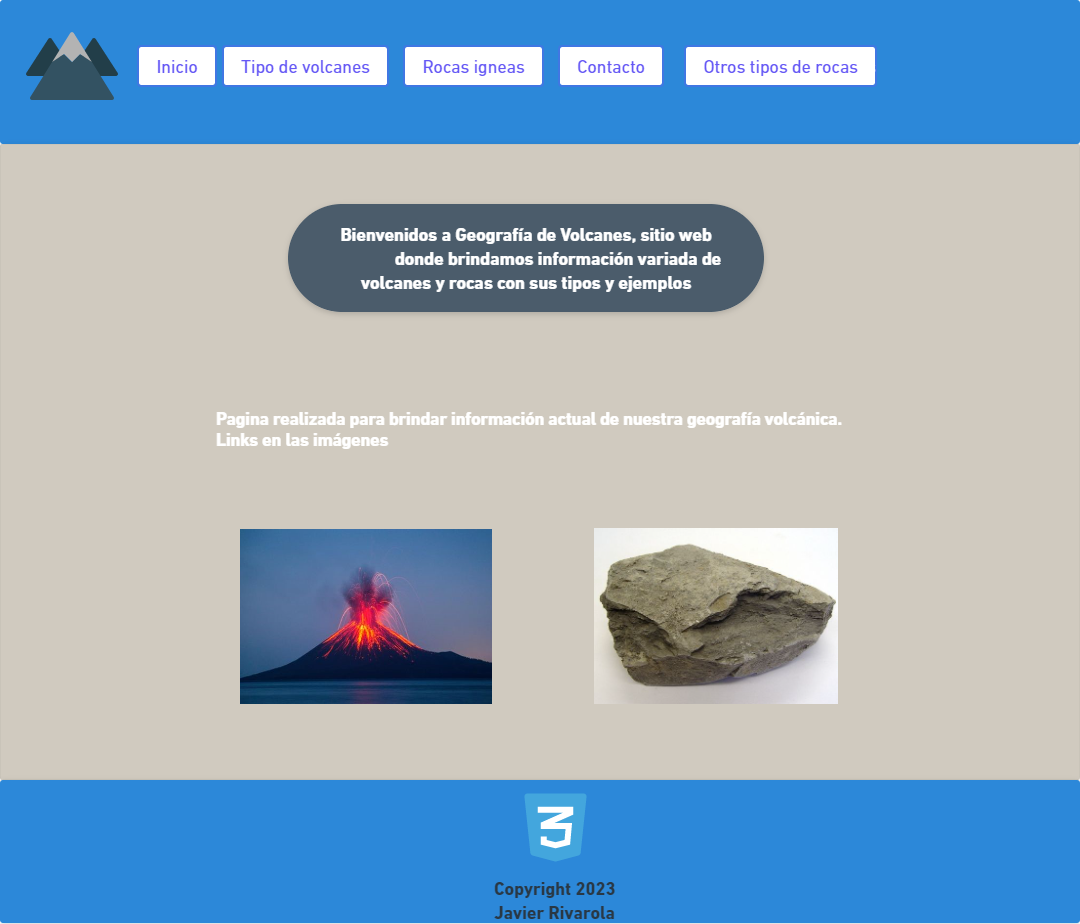 Inicio
Tipo de volcanes
Rocas igneas
Contacto
Otros tipos de rocas
Bienvenidos a Geografía de Volcanes, sitio web
donde brindamos información variada de
volcanes y rocas con sus tipos y ejemplos
Pagina realizada para brindar información actual de nuestra geografía volcánica.
Links en las imágenes
Copyright 2023
Javier Rivarola